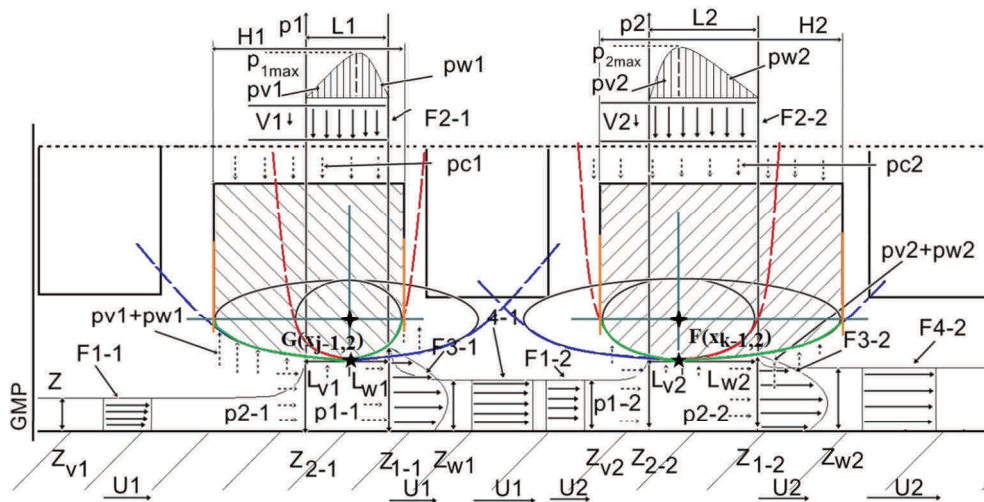 p1 L1 p2 L2
H1 H2
p1max pw1 p2max pw2
pv1 pv2
V1 F2-1 V2 F2-2
pc1 pc2
pv2+pw2
pv1+pw1 G(xj-1,2) 4-1 F(xk-1,2)
F1-1 F3-1 F1-2 F3-2 F4-2
Z Lv1 Lw1 Lv2 Lw2
p2-1 p1-1 p1-2 p2-2
GMP
Zv1 Z2-1 Z1-1 Zw1 Zv2 Z2-2 Z1-2 Zw2
U1 U1 U1 U2 U2 U2